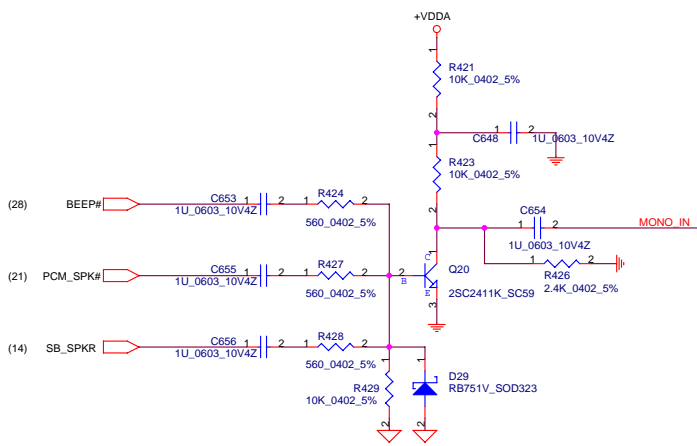 +VDDA
1
R421
10K_0402_5%
2
1 2
C648 1U_0603_10V4Z
1
R423
10K_0402_5%
2
(28) BEEP#
C653
1 2
1U_0603_10V4Z
R424
1 2
560_0402_5%
C654
1 2
1U_0603_10V4Z
MONO_IN
1 2
R426
2.4K_0402_5%
(21) PCM_SPK#
C655
1 2
1U_0603_10V4Z
R427
1 2
560_0402_5%
1
C
2
B
E
3
Q20
2SC2411K_SC59
(14) SB_SPKR
C656
1 2
1U_0603_10V4Z
R428
1 2
560_0402_5%
1
R429
10K_0402_5%
2
1
D29
RB751V_SOD323
2